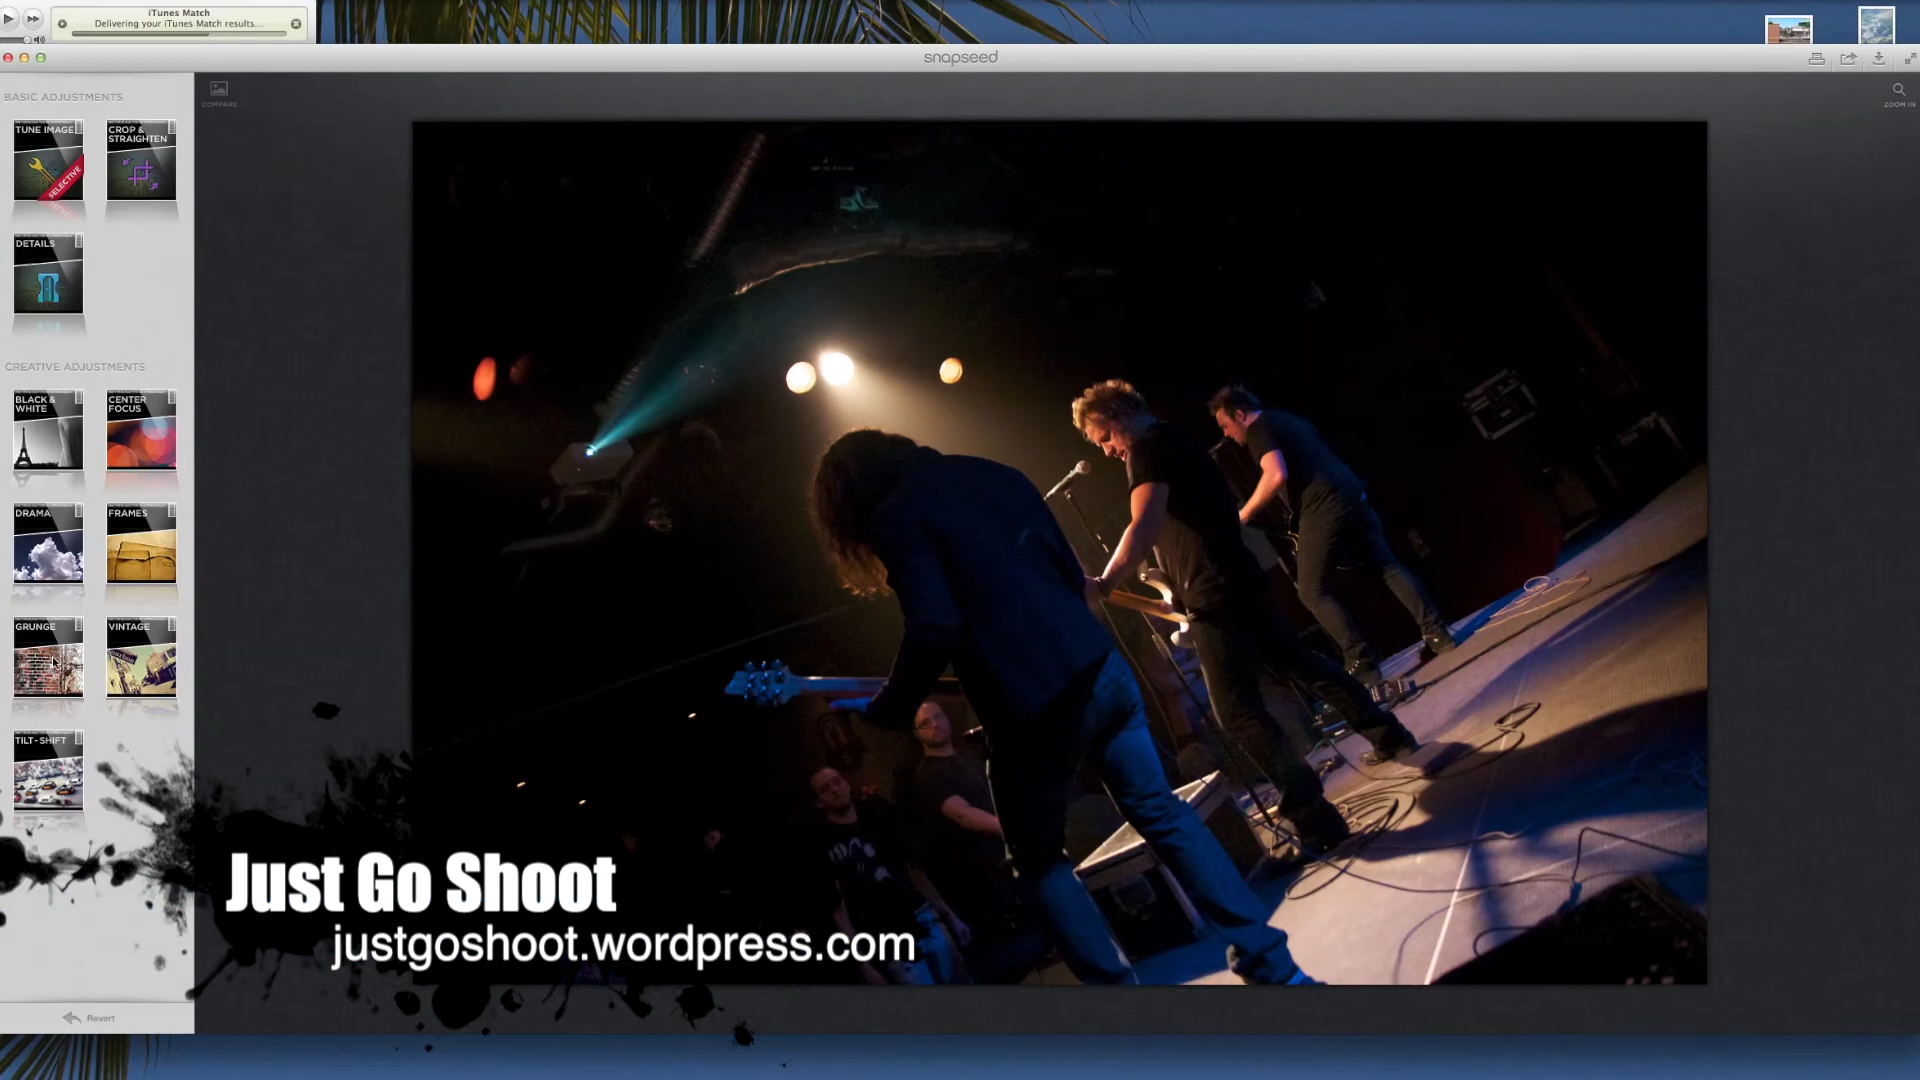 iTunes Match
Delivering your iTunes Match results...
snapseed
COMPARE
ZOOM IN
BASIC ADJUSTMENTS
TUNE IMAGE
SELECTIVE
CROP &
STRAIGHTEN
DETAILS
CREATIVE ADJUSTMENTS
BLACK &
WHITE
CENTER
FOCUS
DRAMA
FRAMES
GRUNGE
VINTAGE
TILT-SHIFT
Just Go Shoot
justgoshoot.wordpress.com
Revert